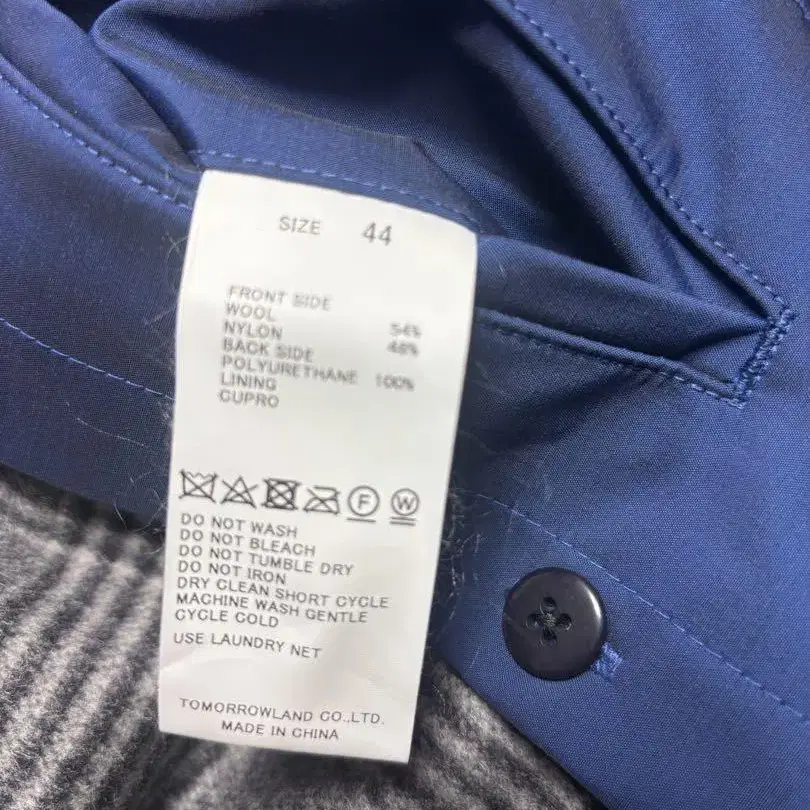 SIZE 44
FRONT SIDE
WOOL 54%
NYLON 46%
BACK SIDE
POLYURETHANE 100%
LINING
CUPRO
F W
DO NOT WASH
DO NOT BLEACH
DO NOT TUMBLE DRY
DO NOT IRON
DRY CLEAN SHORT CYCLE
MACHINE WASH GENTLE
CYCLE COLD
USE LAUNDRY NET
TOMORROWLAND CO.,LTD.
MADE IN CHINA